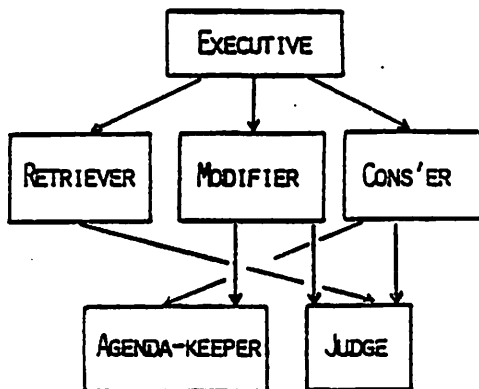 EXECUTIVE
RETRIEVER
MODIFIER
CONS'ER
AGENDA-KEEPER
JUDGE